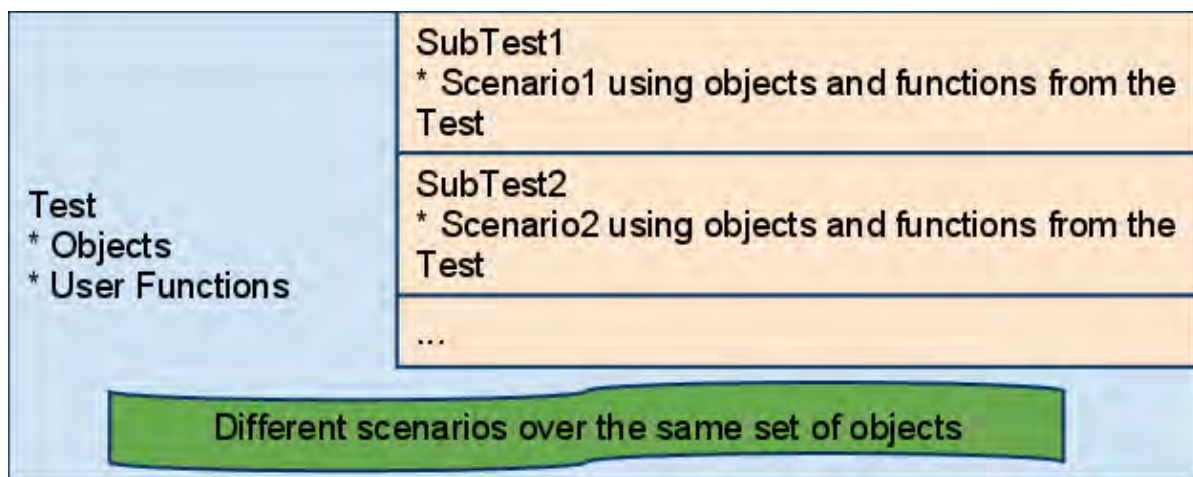 Test
* Objects
* User Functions
SubTest1
* Scenario1 using objects and functions from the
Test
SubTest2
* Scenario2 using objects and functions from the
Test
...
Different scenarios over the same set of objects